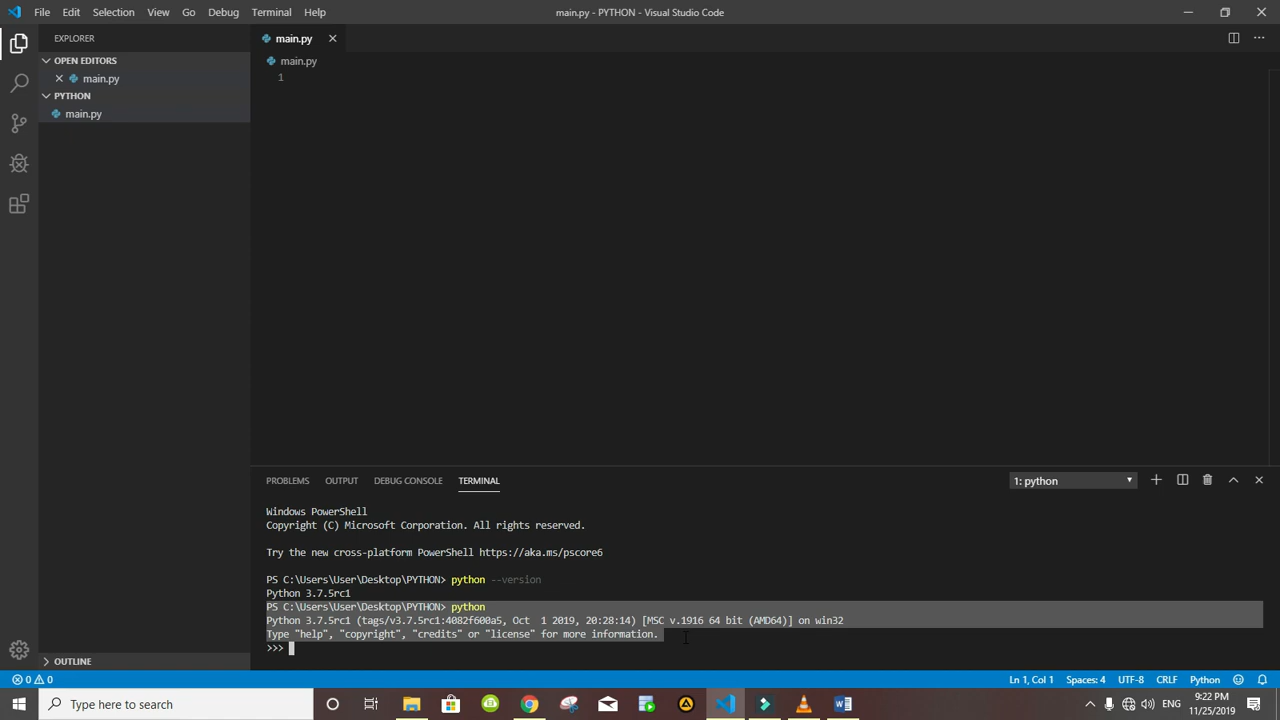 File Edit Selection View Go Debug Terminal Help
main.py - PYTHON - Visual Studio Code
EXPLORER
OPEN EDITORS
main.py
PYTHON
main.py
OUTLINE
main.py
main.py
1
PROBLEMS OUTPUT DEBUG CONSOLE TERMINAL
1: python
Windows PowerShell
Copyright (C) Microsoft Corporation. All rights reserved.
Try the new cross-platform PowerShell https://aka.ms/pscore6
PS C:\Users\User\Desktop\PYTHON> python --version
Python 3.7.5rc1
PS C:\Users\User\Desktop\PYTHON> python
Python 3.7.5rc1 (tags/v3.7.5rc1:4082f600a5, Oct  1 2019, 20:28:14) [MSC v.1916 64 bit (AMD64)] on win32
Type "help", "copyright", "credits" or "license" for more information.
>>>
0 0
Ln 1, Col 1 Spaces: 4 UTF-8 CRLF Python
Type here to search
ENG
9:22 PM
11/25/2019